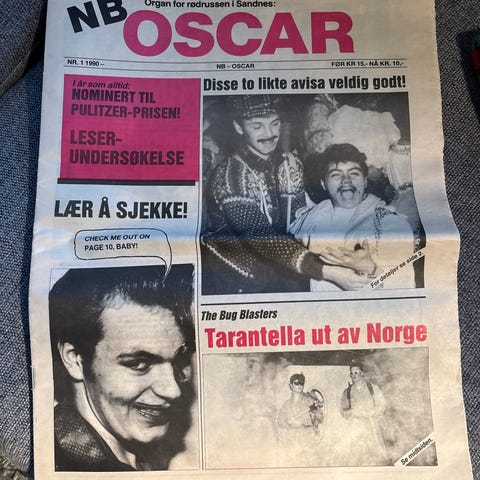 Organ for rødrussen i Sandnes:
NB
OSCAR
NR. 1 1990 –
NB – OSCAR
FØR KR 15,- NÅ KR. 10,-
I år som alltid:
NOMINERT TIL
PULITZER-PRISEN!
LESER-
UNDERSØKELSE
Disse to likte avisa veldig godt!
For detaljer se side 2.
LÆR Å SJEKKE!
CHECK ME OUT ON
PAGE 10, BABY!
The Bug Blasters
Tarantella ut av Norge
Se midtsiden.